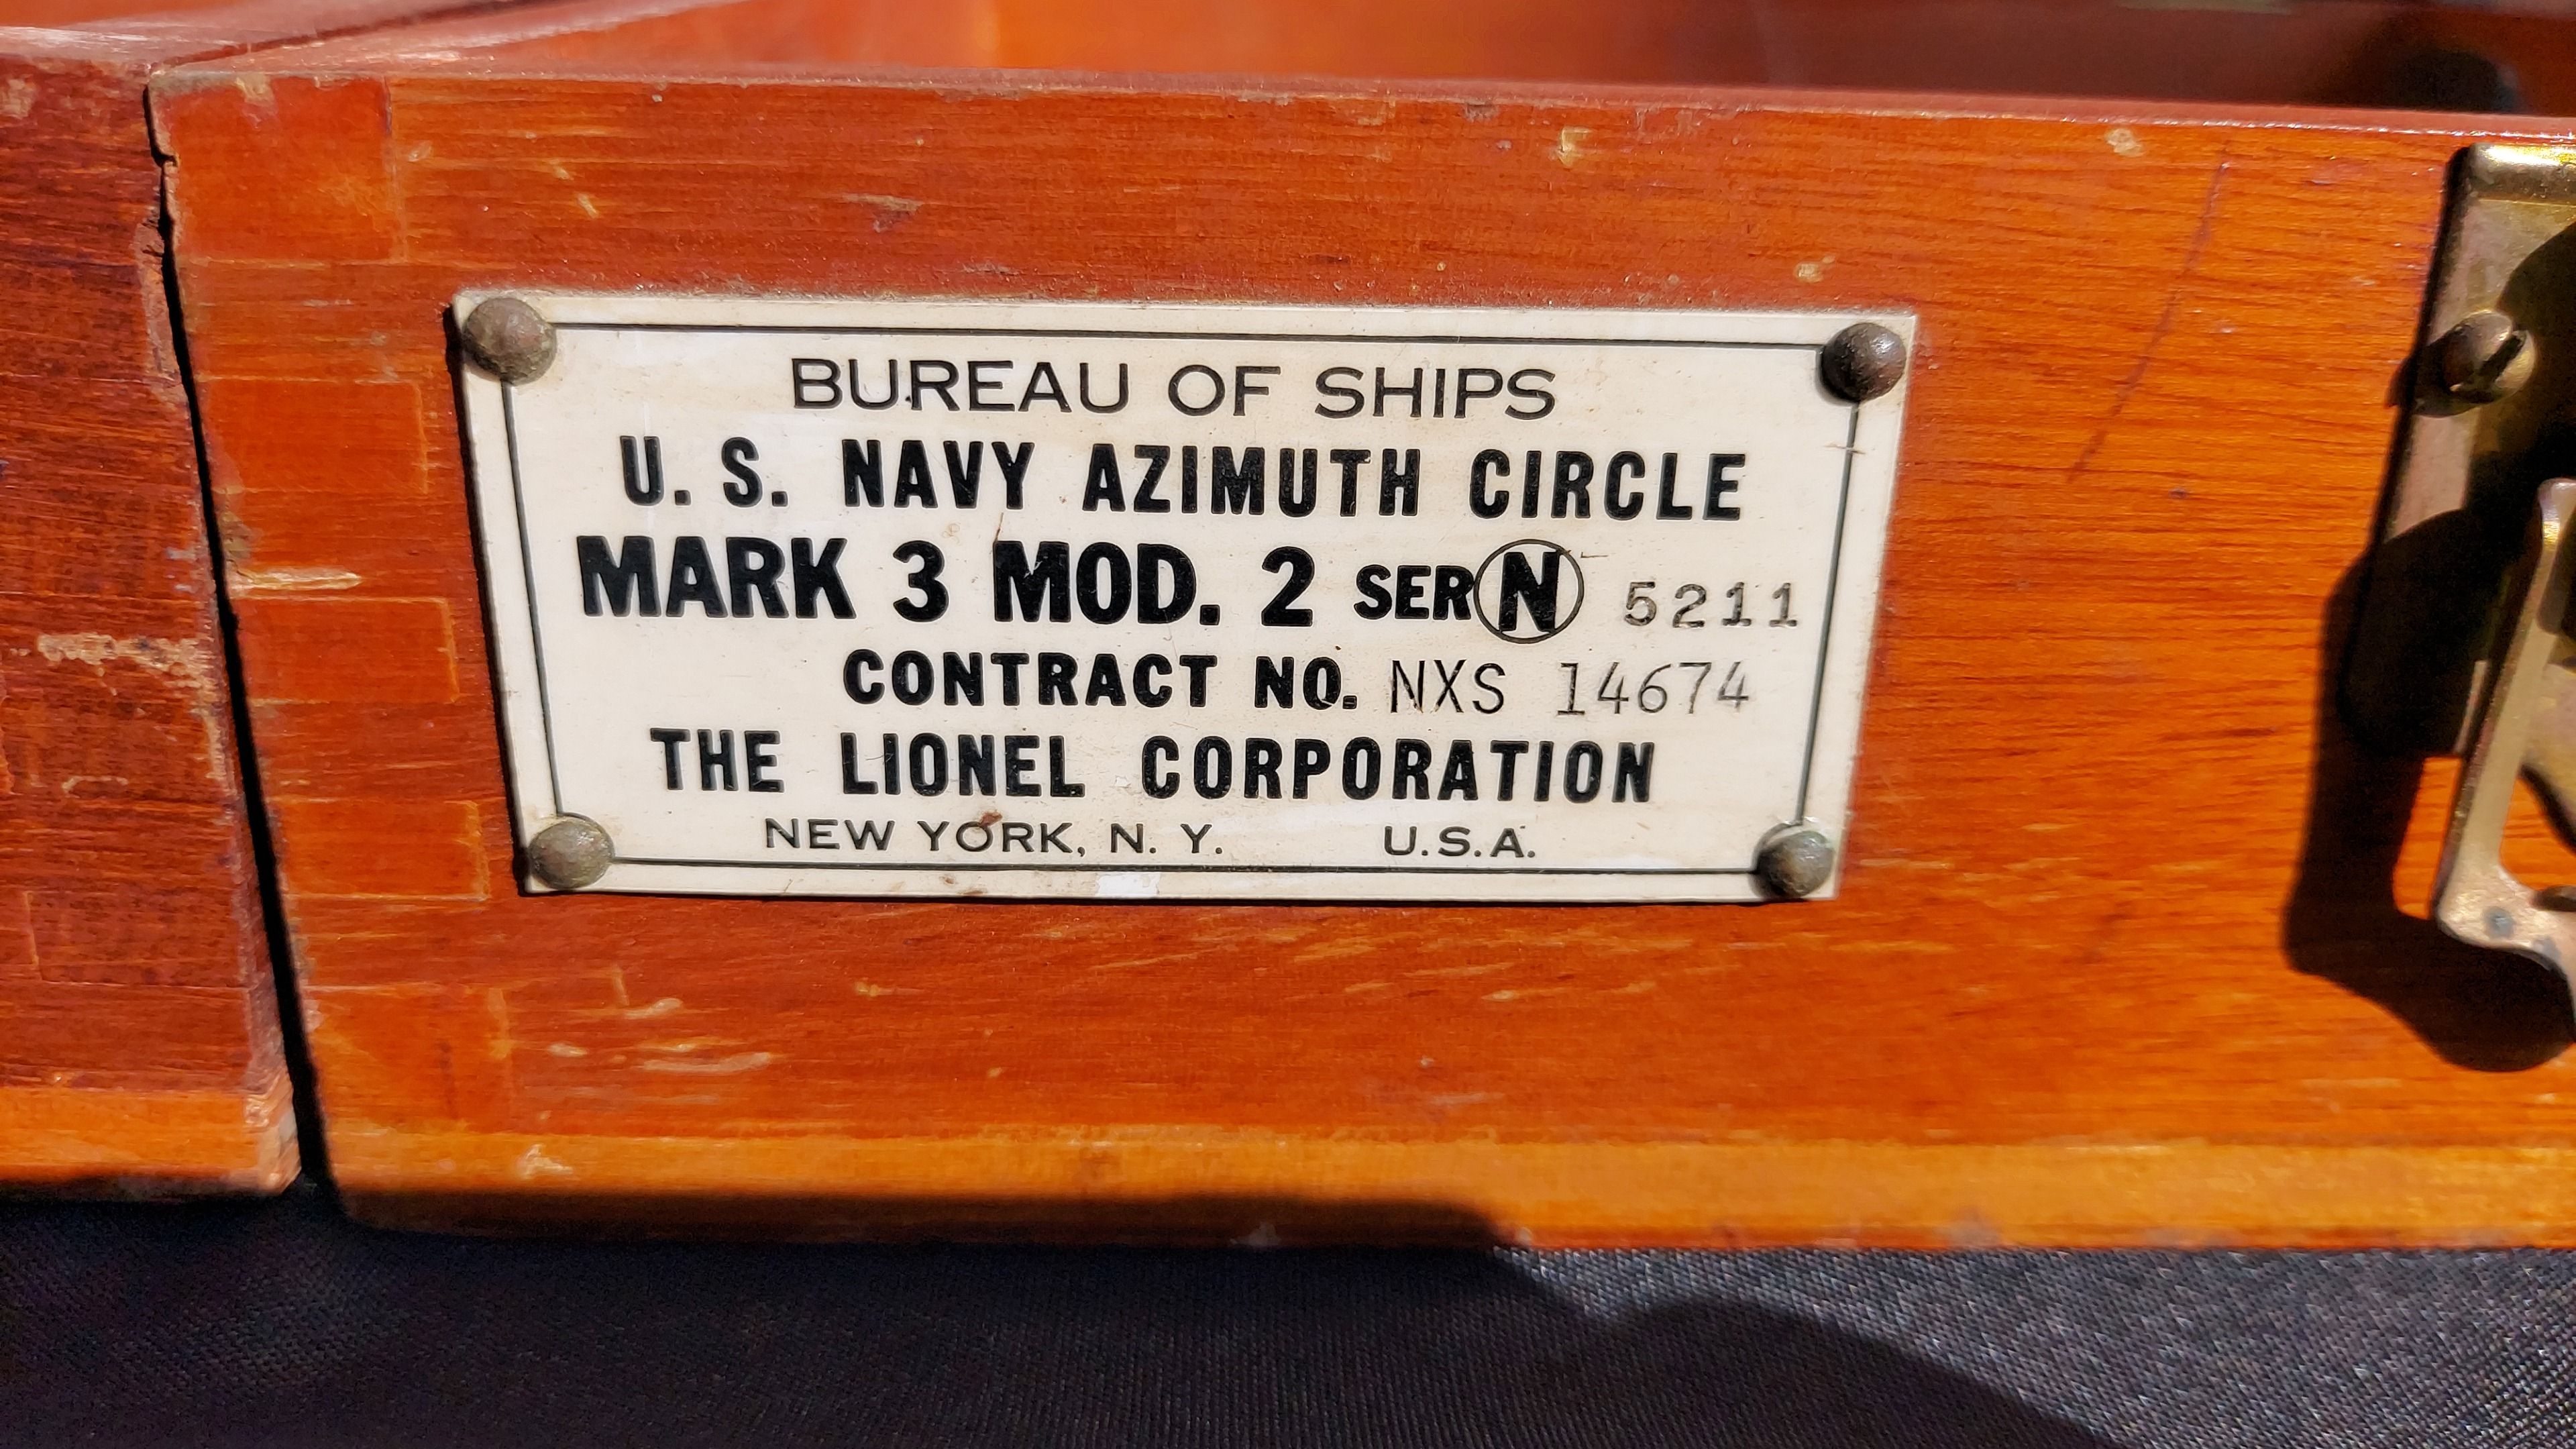 BUREAU OF SHIPS
U. S. NAVY AZIMUTH CIRCLE
MARK 3 MOD. 2 SER N 5211
CONTRACT NO. NXS 14674
THE LIONEL CORPORATION
NEW YORK, N. Y. U.S.A.